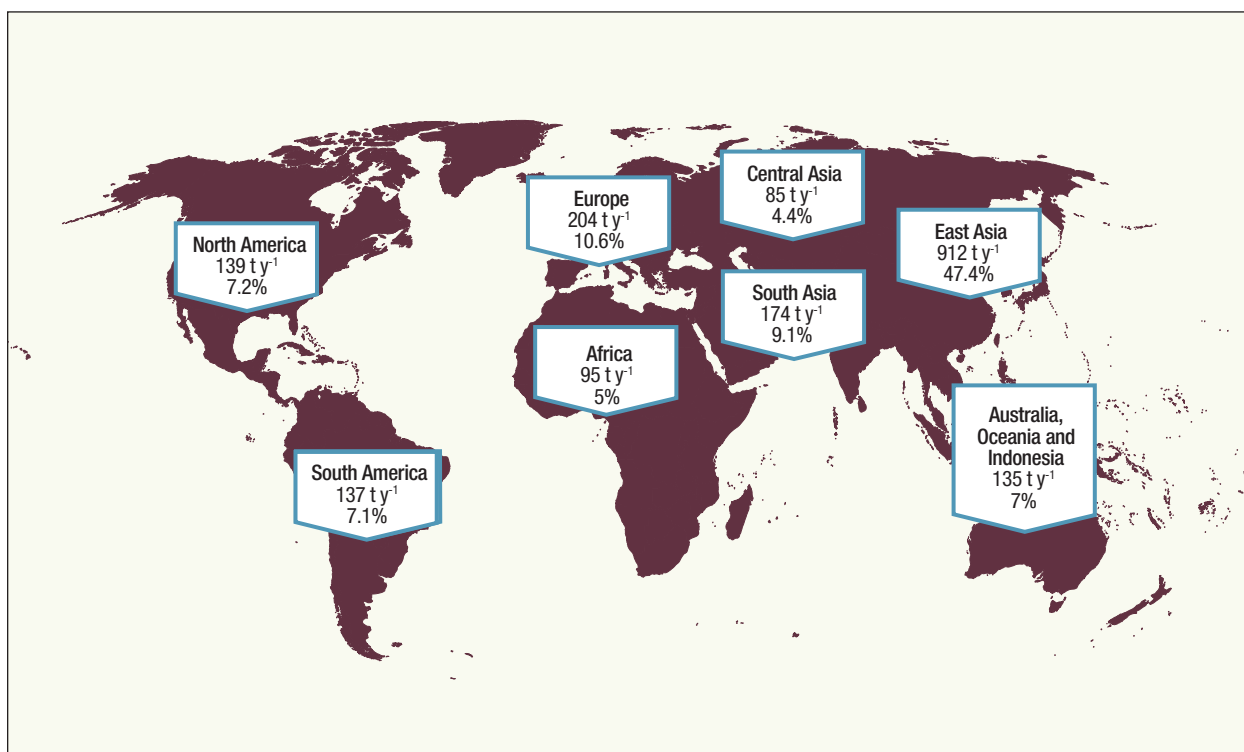 North America
139 t y⁻¹
7.2%
South America
137 t y⁻¹
7.1%
Europe
204 t y⁻¹
10.6%
Africa
95 t y⁻¹
5%
Central Asia
85 t y⁻¹
4.4%
South Asia
174 t y⁻¹
9.1%
East Asia
912 t y⁻¹
47.4%
Australia,
Oceania and
Indonesia
135 t y⁻¹
7%